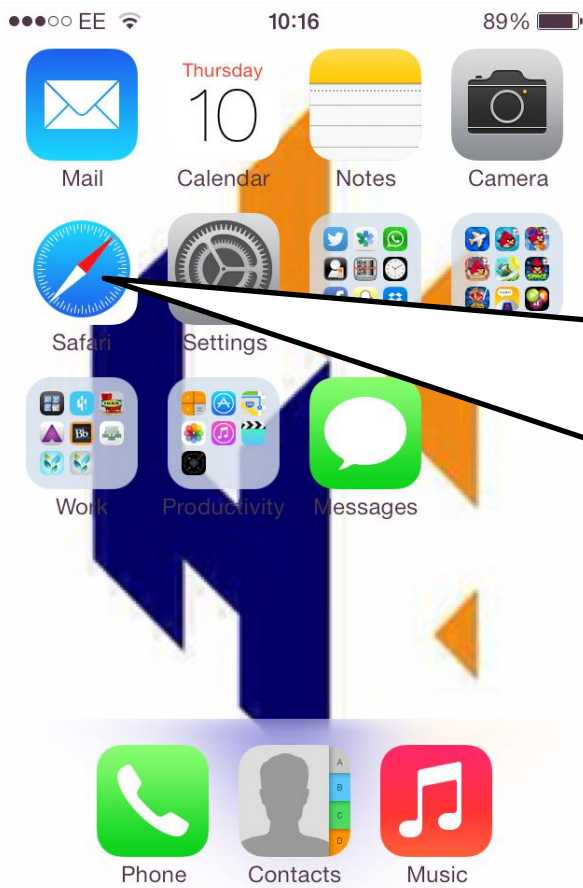 EE 10:16 89%
Thursday
10
Mail Calendar Notes Camera
Safari Settings
Work Productivity Messages
A
B
C
D
Phone Contacts Music